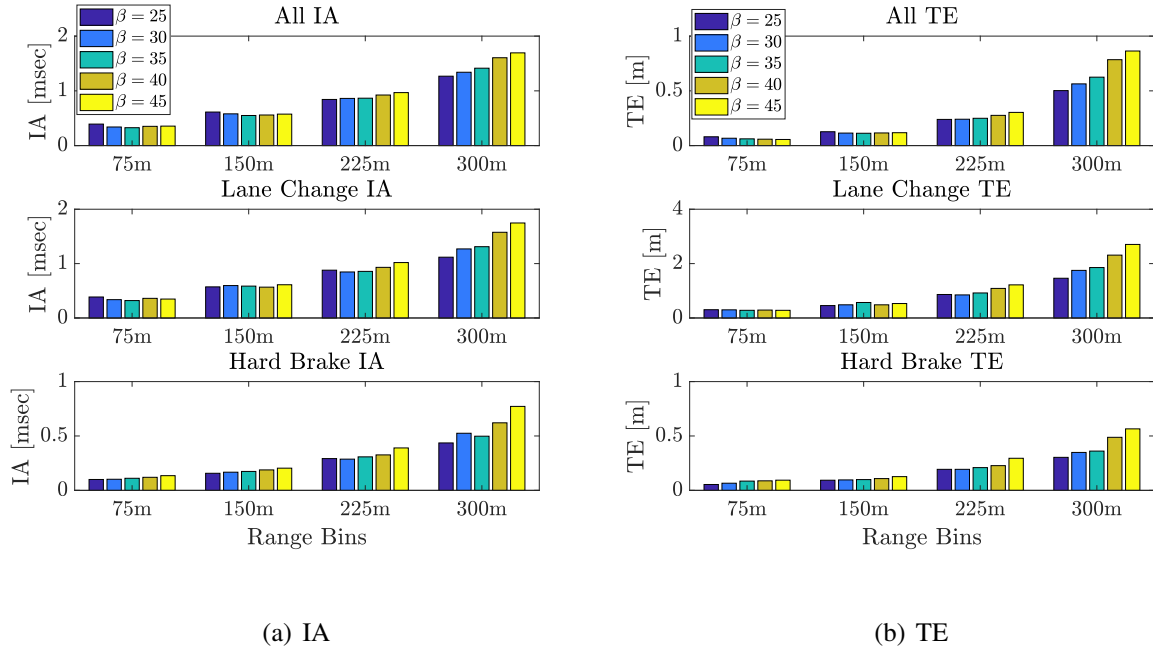 All IA
β = 25
β = 30
β = 35
β = 40
β = 45
IA [msec]
2
1
0
75m 150m 225m 300m
Lane Change IA
IA [msec]
2
1
0
75m 150m 225m 300m
Hard Brake IA
IA [msec]
1
0.5
0
75m 150m 225m 300m
Range Bins
(a) IA
All TE
β = 25
β = 30
β = 35
β = 40
β = 45
TE [m]
1
0.5
0
75m 150m 225m 300m
Lane Change TE
TE [m]
4
2
0
75m 150m 225m 300m
Hard Brake TE
TE [m]
1
0.5
0
75m 150m 225m 300m
Range Bins
(b) TE